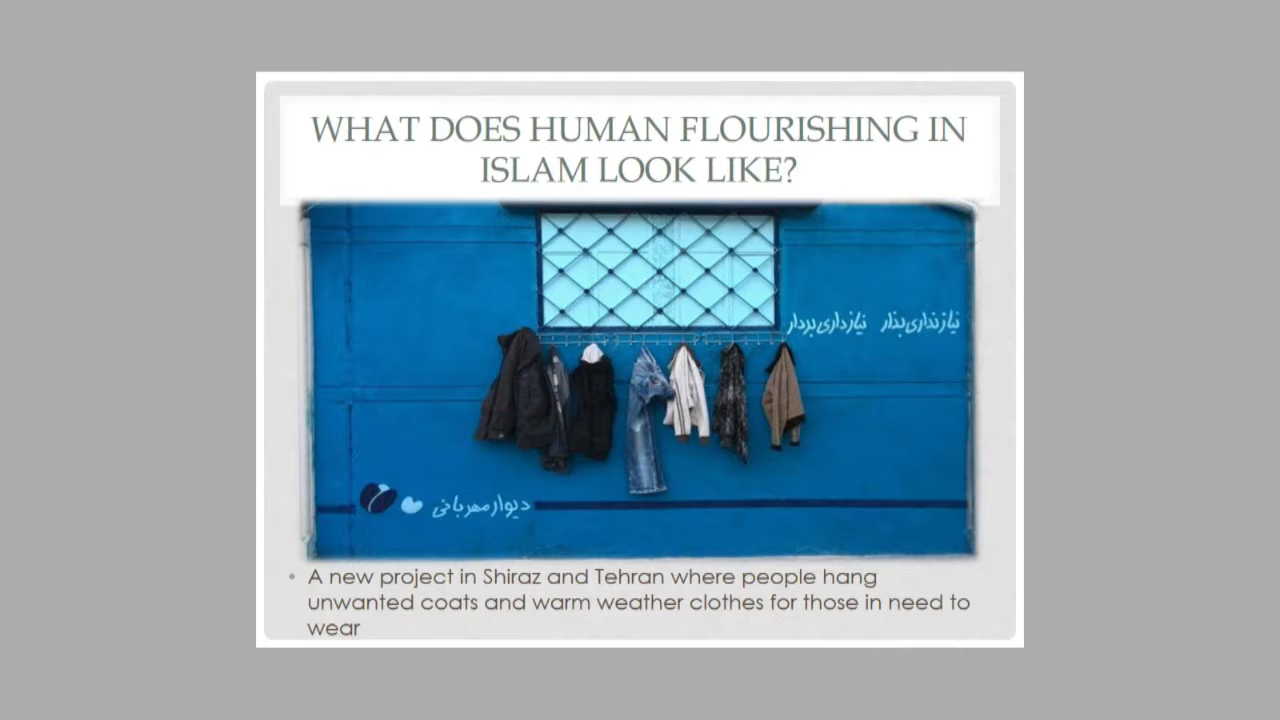 WHAT DOES HUMAN FLOURISHING IN
ISLAM LOOK LIKE?
نیاز نداری بذار نیاز داری بردار
دیوار مهربانی
• A new project in Shiraz and Tehran where people hang
unwanted coats and warm weather clothes for those in need to
wear